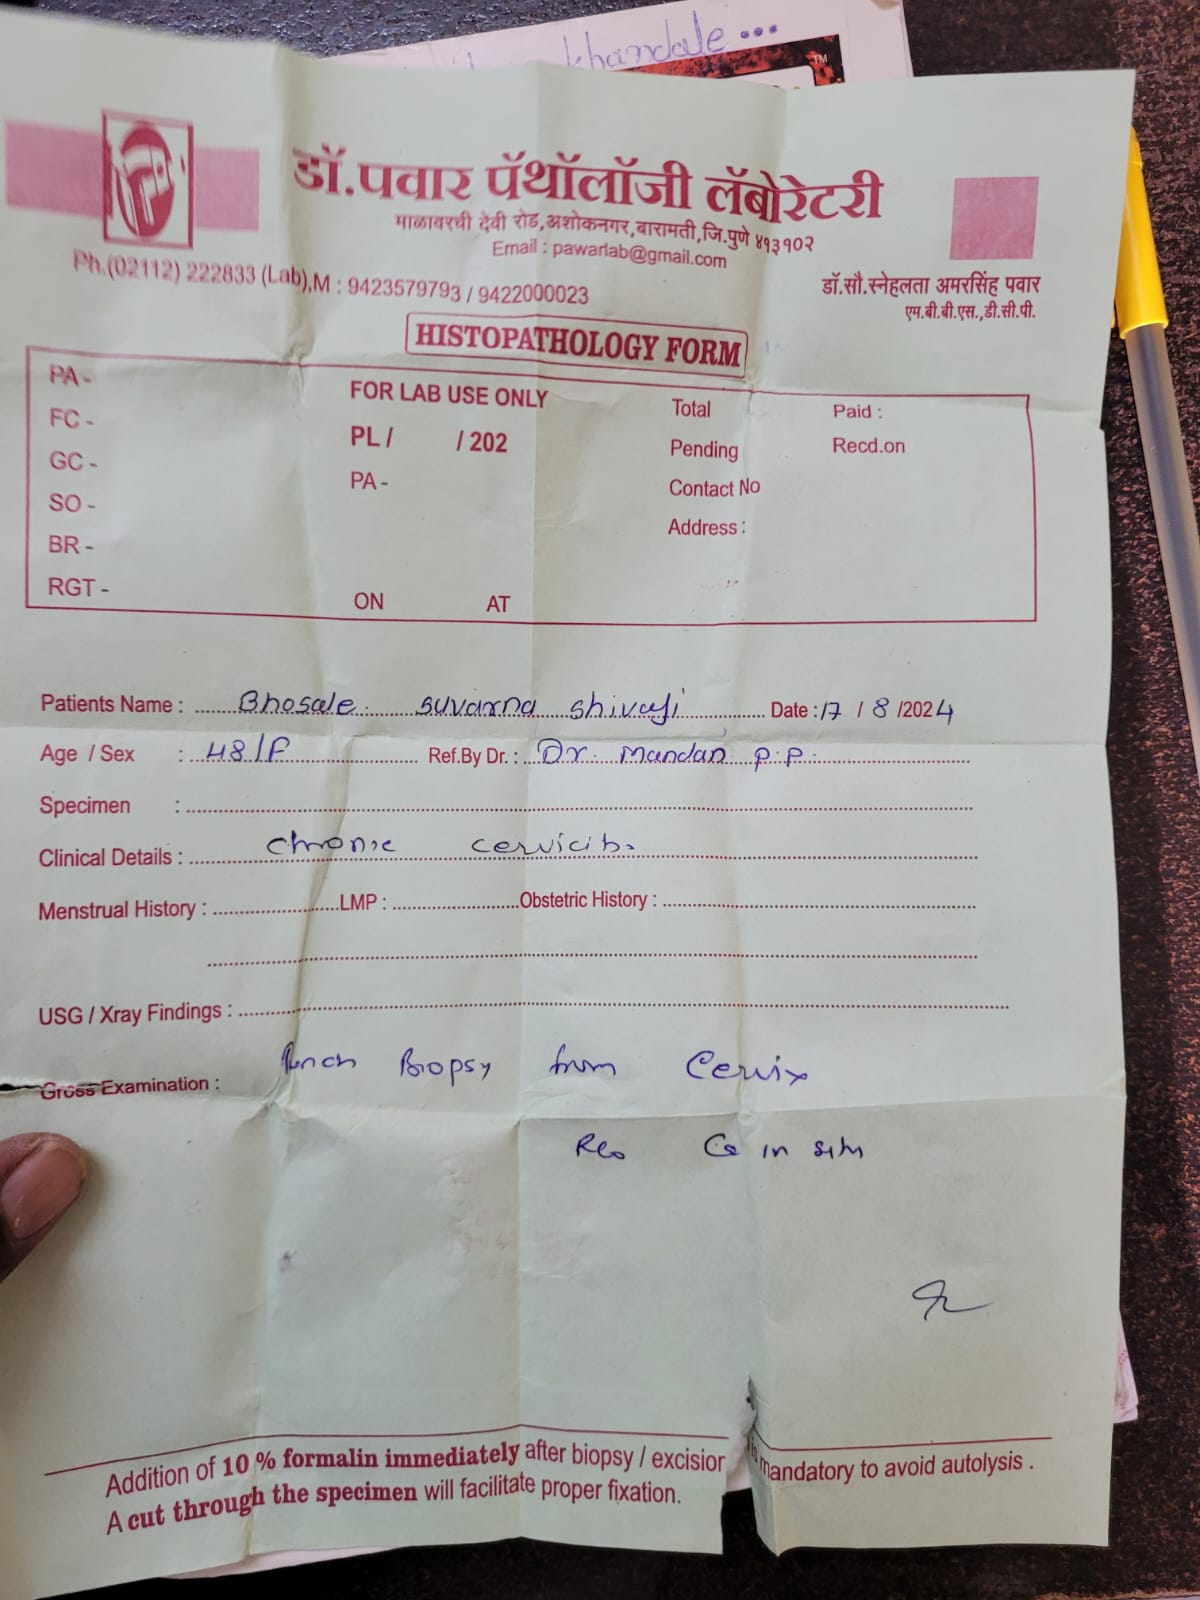 khandale...
TM
डॉ.पवार पॅथॉलॉजी लॅबोरेटरी
माळावरची देवी रोड,अशोकनगर,बारामती,जि.पुणे ४१३१०२
Email : pawarlab@gmail.com
Ph.(02112) 222833 (Lab),M : 9423579793 / 9422000023
डॉ.सौ.स्नेहलता अमरसिंह पवार
एम.बी.बी.एस.,डी.सी.पी.
HISTOPATHOLOGY FORM
PA - FOR LAB USE ONLY Total Paid :
FC - PL / / 202 Pending Recd.on
GC - PA - Contact No
SO - Address :
BR -
RGT - ON AT
Patients Name : Bhosale suvarna shivaji Date : 17 / 8 /2024
Age / Sex : 48/F Ref.By Dr. : Dr. Mandan p.p.
Specimen :
Clinical Details : chronic cervicitis
Menstrual History : LMP : Obstetric History :
USG / Xray Findings :
Punch Biopsy from Cervix
Gross Examination :
R/o Ca in situ
Addition of 10 % formalin immediately after biopsy / excision is mandatory to avoid autolysis .
A cut through the specimen will facilitate proper fixation.